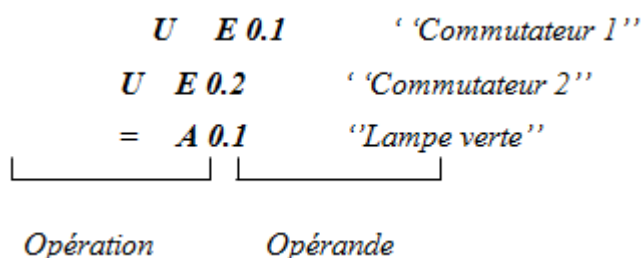 U E 0.1 ‘ ‘Commutateur 1’’
U E 0.2 ‘ ‘Commutateur 2’’
= A 0.1 ‘’Lampe verte’’
Opération Opérande